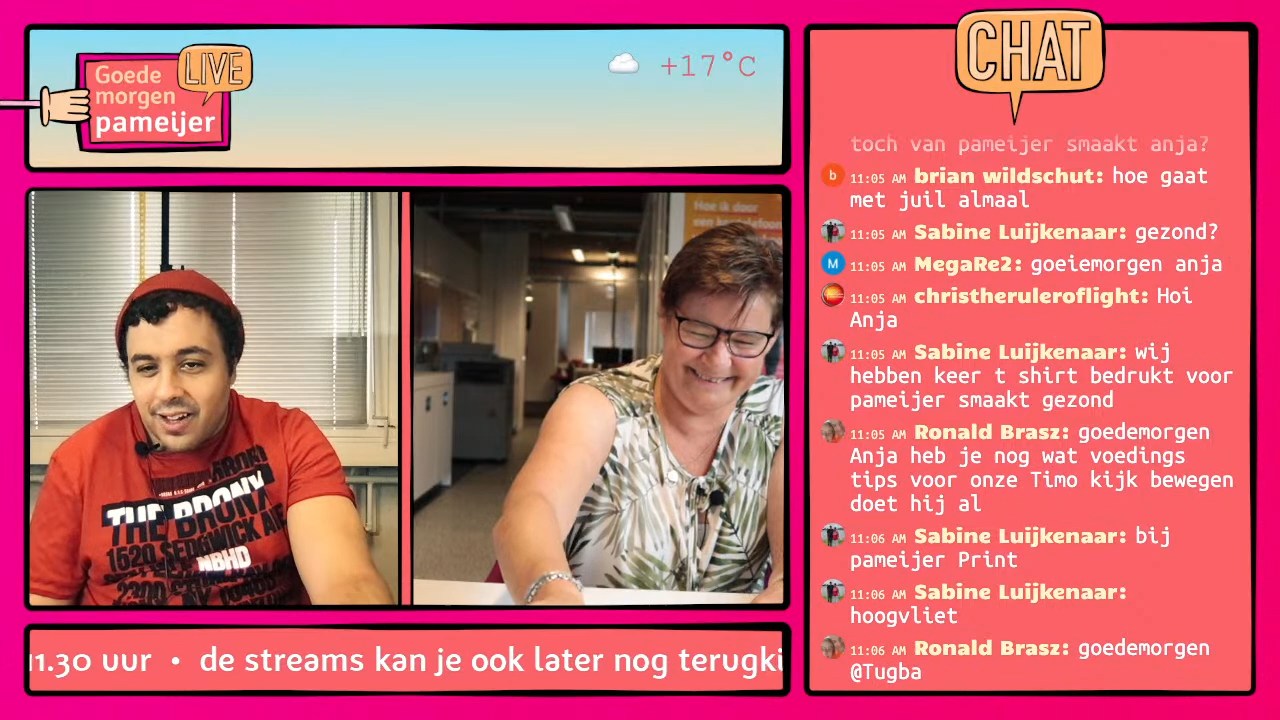 Goede
morgen
pameijer
LIVE
+17°C
CHAT
toch van pameijer smaakt anja?
b 11:05 AM brian wildschut: hoe gaat
met juil almaal
11:05 AM Sabine Luijkenaar: gezond?
M 11:05 AM MegaRe2: goeiemorgen anja
11:05 AM christheruleroflight: Hoi
Anja
11:05 AM Sabine Luijkenaar: wij
hebben keer t shirt bedrukt voor
pameijer smaakt gezond
11:05 AM Ronald Brasz: goedemorgen
Anja heb je nog wat voedings
tips voor onze Timo kijk bewegen
doet hij al
11:06 AM Sabine Luijkenaar: bij
pameijer Print
11:06 AM Sabine Luijkenaar:
hoogvliet
11:06 AM Ronald Brasz: goedemorgen
@Tugba
Hoe ik door
een
THE BRONX
1520 SEDGWICK AVE
NBHD
11.30 uur • de streams kan je ook later nog terugki